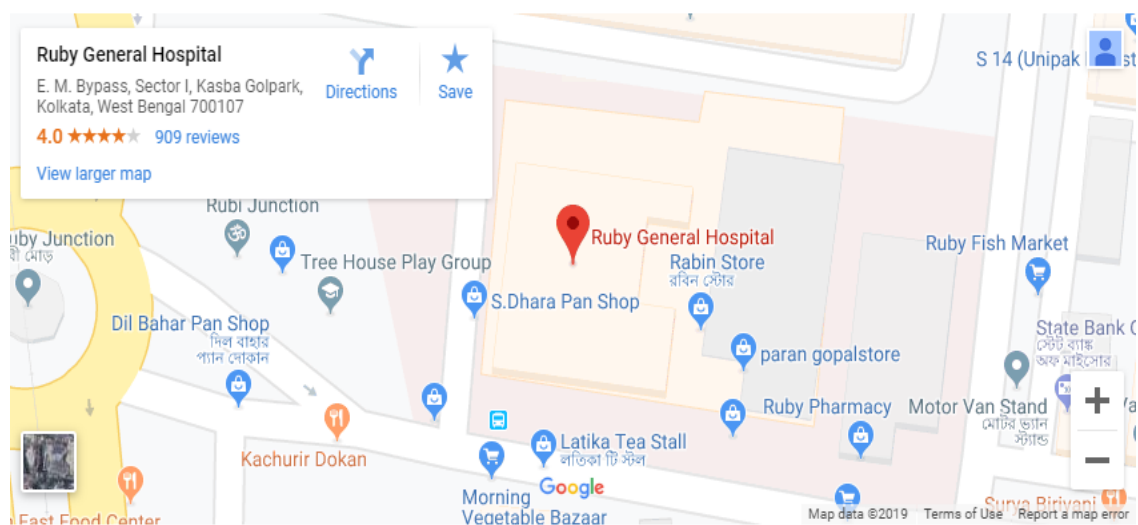 Ruby General Hospital
E. M. Bypass, Sector I, Kasba Golpark,
Kolkata, West Bengal 700107
4.0
909 reviews
View larger map
Directions
Save
S 14 (Unipak
Rubi Junction
uby Junction
বী মোড়
Tree House Play Group
Ruby General Hospital
Rabin Store
রবিন স্টোর
Ruby Fish Market
S.Dhara Pan Shop
Dil Bahar Pan Shop
দিল বাহার
প্যান দোকান
State Bank
স্টেট ব্যাঙ্ক
অফ মাইসোর
paran gopalstore
Ruby Pharmacy
Motor Van Stand
মোটর ভ্যান
স্ট্যান্ড
Latika Tea Stall
লতিকা টি স্টল
Kachurir Dokan
Google
Morning
Vegetable Bazaar
East Food Center
Surya Biriyani
Map data ©2019
Terms of Use
Report a map error